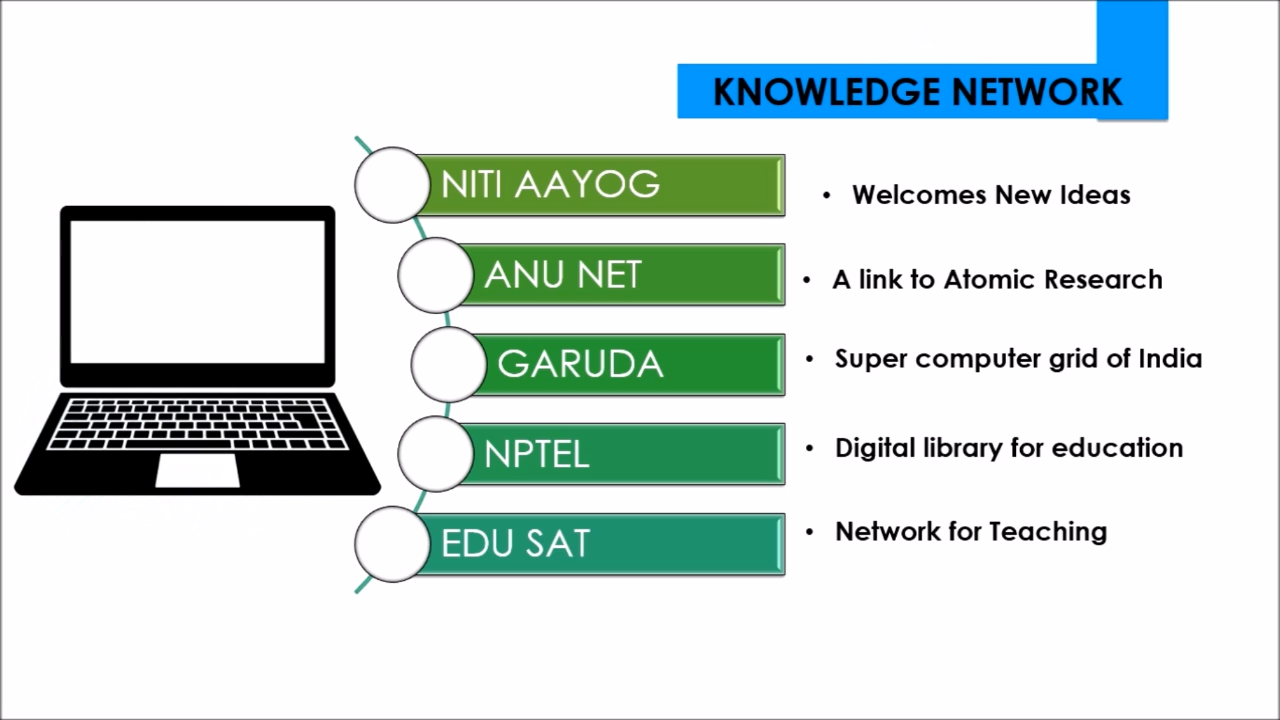 KNOWLEDGE NETWORK
NITI AAYOG
• Welcomes New Ideas
ANU NET
• A link to Atomic Research
GARUDA
• Super computer grid of India
NPTEL
• Digital library for education
EDU SAT
• Network for Teaching